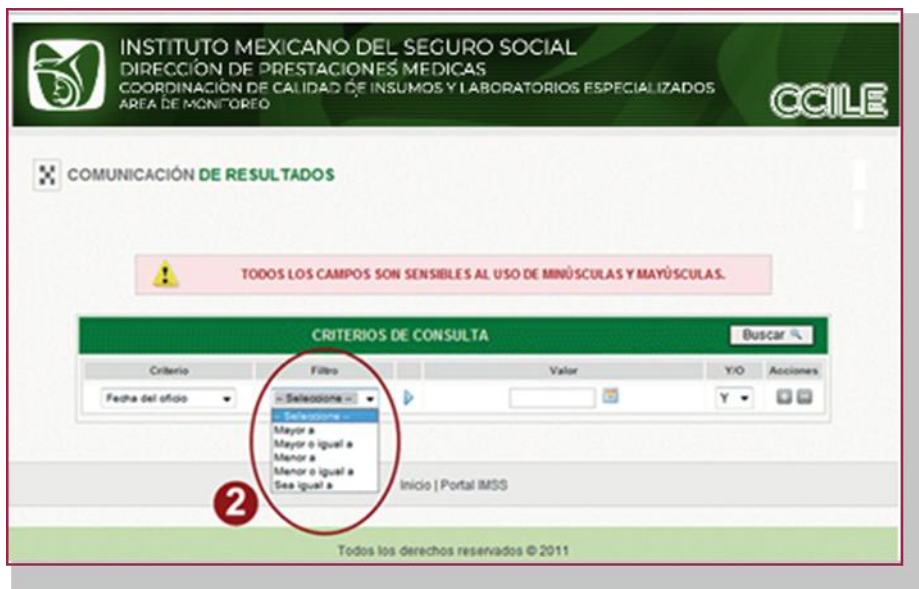 INSTITUTO MEXICANO DEL SEGURO SOCIAL
DIRECCIÓN DE PRESTACIONES MEDICAS
COORDINACIÓN DE CALIDAD DE INSUMOS Y LABORATORIOS ESPECIALIZADOS
AREA DE MONITOREO
CCILE
COMUNICACIÓN DE RESULTADOS
TODOS LOS CAMPOS SON SENSIBLES AL USO DE MINÚSCULAS Y MAYÚSCULAS.
CRITERIOS DE CONSULTA Buscar
Criterio Filtro Valor Y/O Acciones
Fecha del oficio -- Seleccione -- Y
-- Seleccione --
Mayor a
Mayor o igual a
Menor a
Menor o igual a
Sea igual a
2
Inicio | Portal IMSS
Todos los derechos reservados © 2011